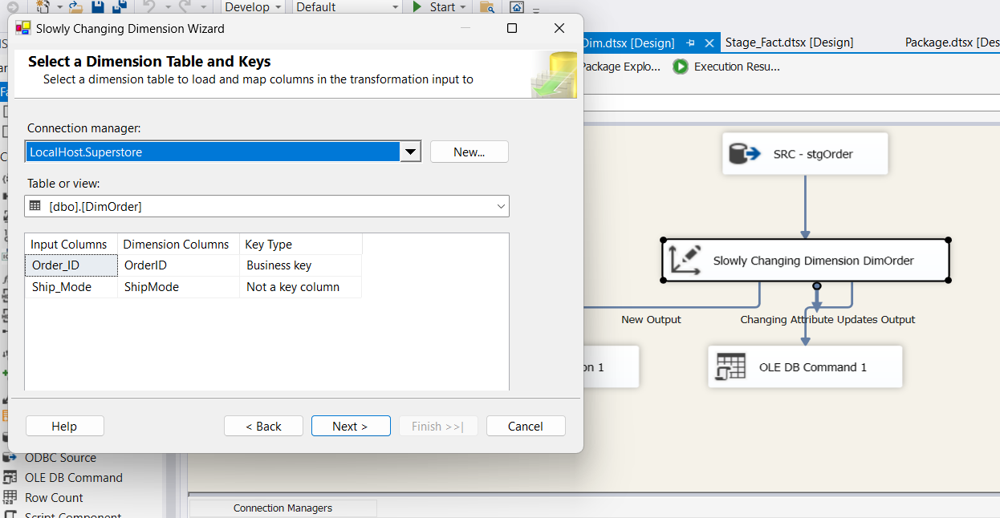 Develop
Default
Start
Slowly Changing Dimension Wizard
Dim.dtsx [Design]
Stage_Fact.dtsx [Design]
Package.dtsx [Des
Select a Dimension Table and Keys
Select a dimension table to load and map columns in the transformation input to
Package Explo...
Execution Resu...
Connection manager:
LocalHost.Superstore
New...
Table or view:
[dbo].[DimOrder]
Input Columns Dimension Columns Key Type
Order_ID OrderID Business key
Ship_Mode ShipMode Not a key column
Help
< Back
Next >
Finish >>|
Cancel
SRC - stgOrder
Slowly Changing Dimension DimOrder
New Output
Changing Attribute Updates Output
on 1
OLE DB Command 1
ODBC Source
OLE DB Command
Row Count
Script Component
Connection Managers